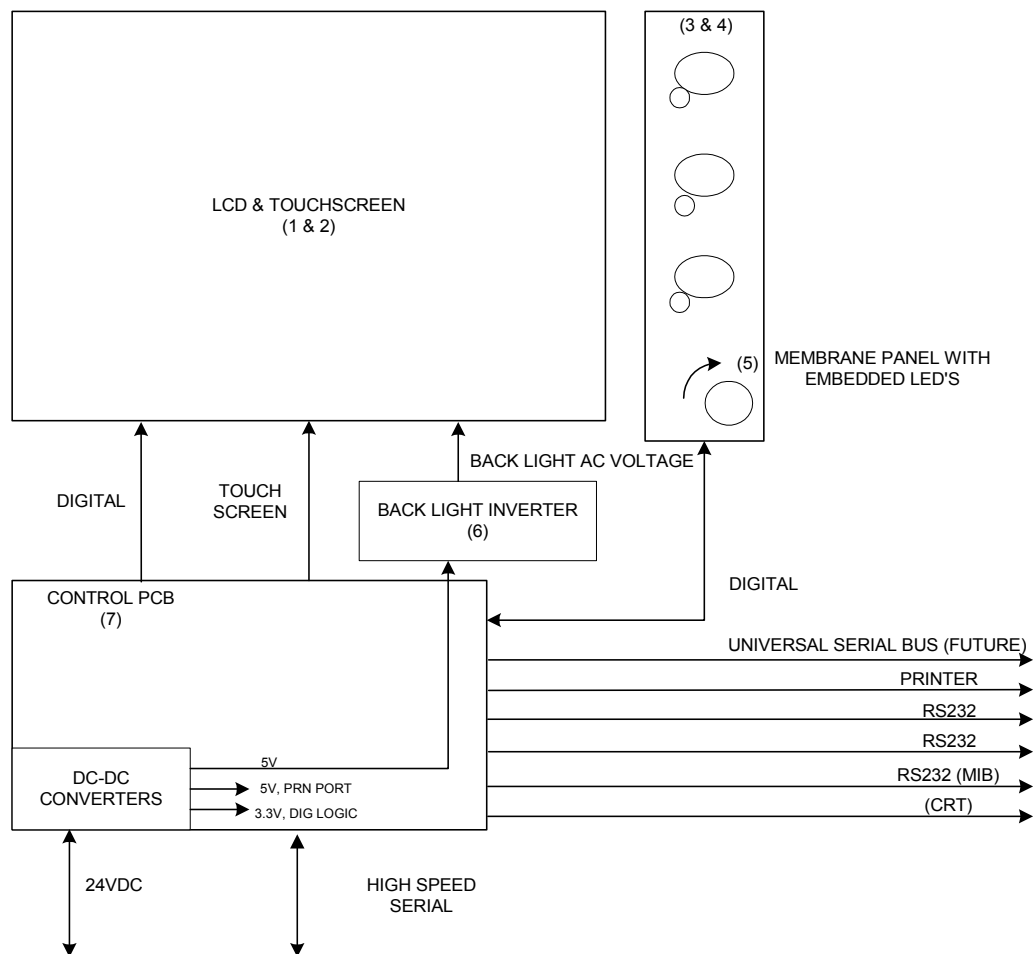 (3 & 4)
LCD & TOUCHSCREEN
(1 & 2)
(5)
MEMBRANE PANEL WITH
EMBEDDED LED'S
BACK LIGHT AC VOLTAGE
DIGITAL
TOUCH
SCREEN
BACK LIGHT INVERTER
(6)
DIGITAL
CONTROL PCB
(7)
UNIVERSAL SERIAL BUS (FUTURE)
PRINTER
RS232
RS232
RS232 (MIB)
(CRT)
DC-DC
CONVERTERS
5V
5V, PRN PORT
3.3V, DIG LOGIC
24VDC
HIGH SPEED
SERIAL